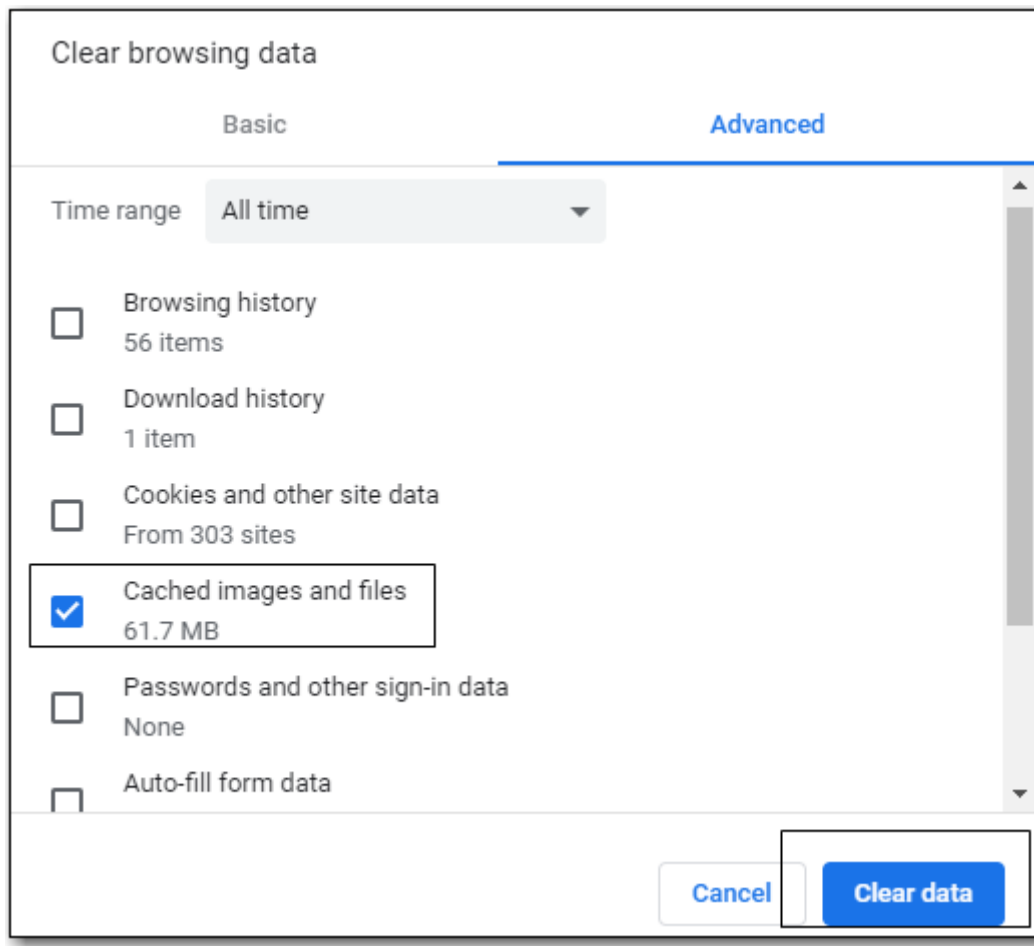 Clear browsing data
Basic
Advanced
Time range
All time
Browsing history
56 items
Download history
1 item
Cookies and other site data
From 303 sites
Cached images and files
61.7 MB
Passwords and other sign-in data
None
Auto-fill form data
Cancel
Clear data